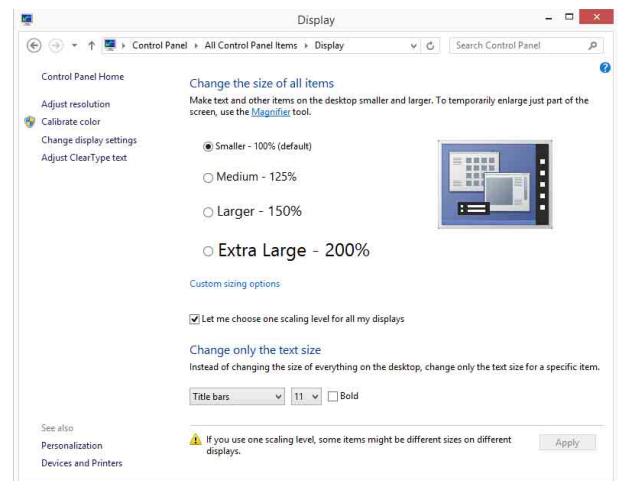 Display
Control Panel ▸ All Control Panel Items ▸ Display
Search Control Panel
Control Panel Home
Adjust resolution
Calibrate color
Change display settings
Adjust ClearType text
Change the size of all items
Make text and other items on the desktop smaller and larger. To temporarily enlarge just part of the
screen, use the Magnifier tool.
Smaller - 100% (default)
Medium - 125%
Larger - 150%
Extra Large - 200%
Custom sizing options
Let me choose one scaling level for all my displays
Change only the text size
Instead of changing the size of everything on the desktop, change only the text size for a specific item.
Title bars 11 Bold
See also
Personalization
Devices and Printers
If you use one scaling level, some items might be different sizes on different
displays.
Apply